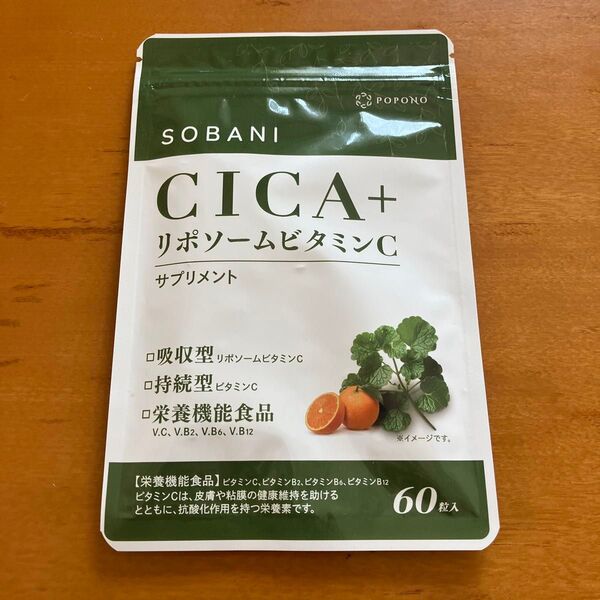 POPONO
SOBANI
CICA+
リポソームビタミンC
サプリメント
吸収型 リポソームビタミンC
持続型 ビタミンC
栄養機能食品
V.C、V.B2、V.B6、V.B12
※イメージです。
【栄養機能食品】ビタミンC、ビタミンB2、ビタミンB6、ビタミンB12
ビタミンCは、皮膚や粘膜の健康維持を助ける
とともに、抗酸化作用を持つ栄養素です。
60粒入